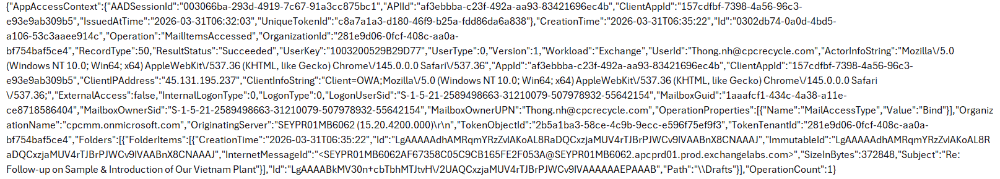 {"AppAccessContext":{"AADSessionId":"003066ba-293d-4919-7c67-91a3cc875bc1","APIId":"af3ebbba-c23f-492a-aa93-83421696ec4b","ClientAppId":"157cdfbf-7398-4a56-96c3-
e93e9ab309b5","IssuedAtTime":"2026-03-31T06:32:03","UniqueTokenId":"c8a7a1a3-d180-46f9-b25a-fdd86da6a838"},"CreationTime":"2026-03-31T06:35:22","Id":"0302db74-0a0d-4bd5-
a106-53c3aaee914c","Operation":"MailItemsAccessed","OrganizationId":"281e9d06-0fcf-408c-aa0a-
bf754baf5ce4","RecordType":50,"ResultStatus":"Succeeded","UserKey":"1003200529B29D77","UserType":0,"Version":1,"Workload":"Exchange","UserId":"Thong.nh@cpcrecycle.com","ActorInfoString":"Mozilla\/5.0
(Windows NT 10.0; Win64; x64) AppleWebKit\/537.36 (KHTML, like Gecko) Chrome\/145.0.0.0 Safari\/537.36","AppId":"af3ebbba-c23f-492a-aa93-83421696ec4b","ClientAppId":"157cdfbf-7398-4a56-96c3-
e93e9ab309b5","ClientIPAddress":"45.131.195.237","ClientInfoString":"Client=OWA;Mozilla\/5.0 (Windows NT 10.0; Win64; x64) AppleWebKit\/537.36 (KHTML, like Gecko) Chrome\/145.0.0.0 Safari
\/537.36;","ExternalAccess":false,"InternalLogonType":0,"LogonType":0,"LogonUserSid":"S-1-5-21-2589498663-31210079-507978932-55642154","MailboxGuid":"1aaafcf1-434c-4a38-a11e-
ce8718586404","MailboxOwnerSid":"S-1-5-21-2589498663-31210079-507978932-55642154","MailboxOwnerUPN":"Thong.nh@cpcrecycle.com","OperationProperties":[{"Name":"MailAccessType","Value":"Bind"}],"Organiz
ationName":"cpcmm.onmicrosoft.com","OriginatingServer":"SEYPR01MB6062 (15.20.4200.000)\r\n","TokenObjectId":"2b5a1ba3-58ce-4c9b-9ecc-e596f75ef9f3","TokenTenantId":"281e9d06-0fcf-408c-aa0a-
bf754baf5ce4","Folders":[{"FolderItems":[{"CreationTime":"2026-03-31T06:35:22","Id":"LgAAAAAdhAMRqmYRzZvIAKoAL8RaDQCxzjaMUV4rTJBrPJWCv9IVAABnX8CNAAAJ","ImmutableId":"LgAAAAAdhAMRqmYRzZvIAKoAL8R
aDQCxzjaMUV4rTJBrPJWCv9IVAABnX8CNAAAJ","InternetMessageId":"<SEYPR01MB6062AF67358C05C9CB165FE2F053A@SEYPR01MB6062.apcprd01.prod.exchangelabs.com>","SizeInBytes":372848,"Subject":"Re:
Follow-up on Sample & Introduction of Our Vietnam Plant"}],"Id":"LgAAAABkMV30n+cbTbhMTJtvH\/2UAQCxzjaMUV4rTJBrPJWCv9IVAAAAAAEPAAAB","Path":"\\Drafts"}],"OperationCount":1}